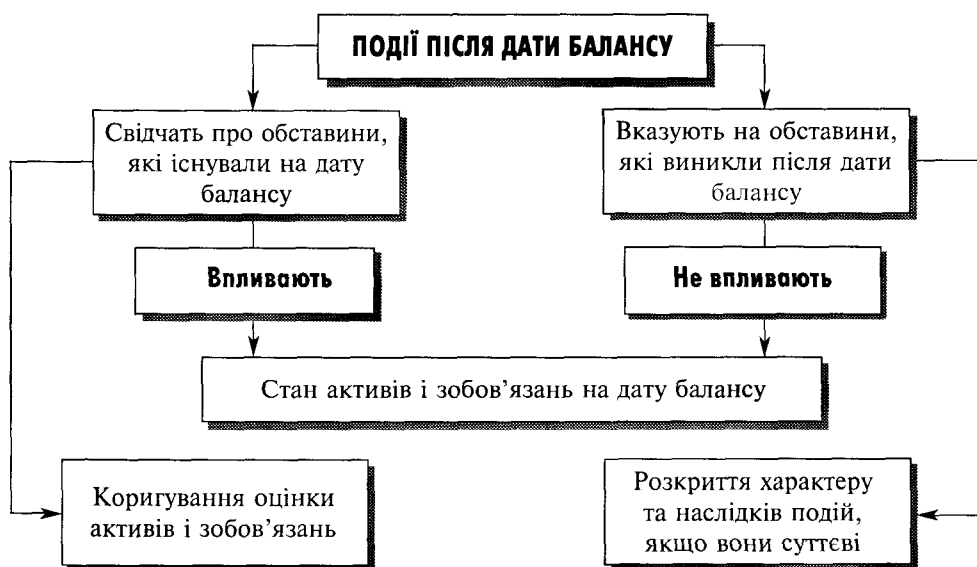 ПОДІЇ ПІСЛЯ ДАТИ БАЛАНСУ
Свідчать про обставини,
які існували на дату
балансу
Вказують на обставини,
які виникли після дати
балансу
Впливають
Не впливають
Стан активів і зобов’язань на дату балансу
Коригування оцінки
активів і зобов’язань
Розкриття характеру
та наслідків подій,
якщо вони суттєві